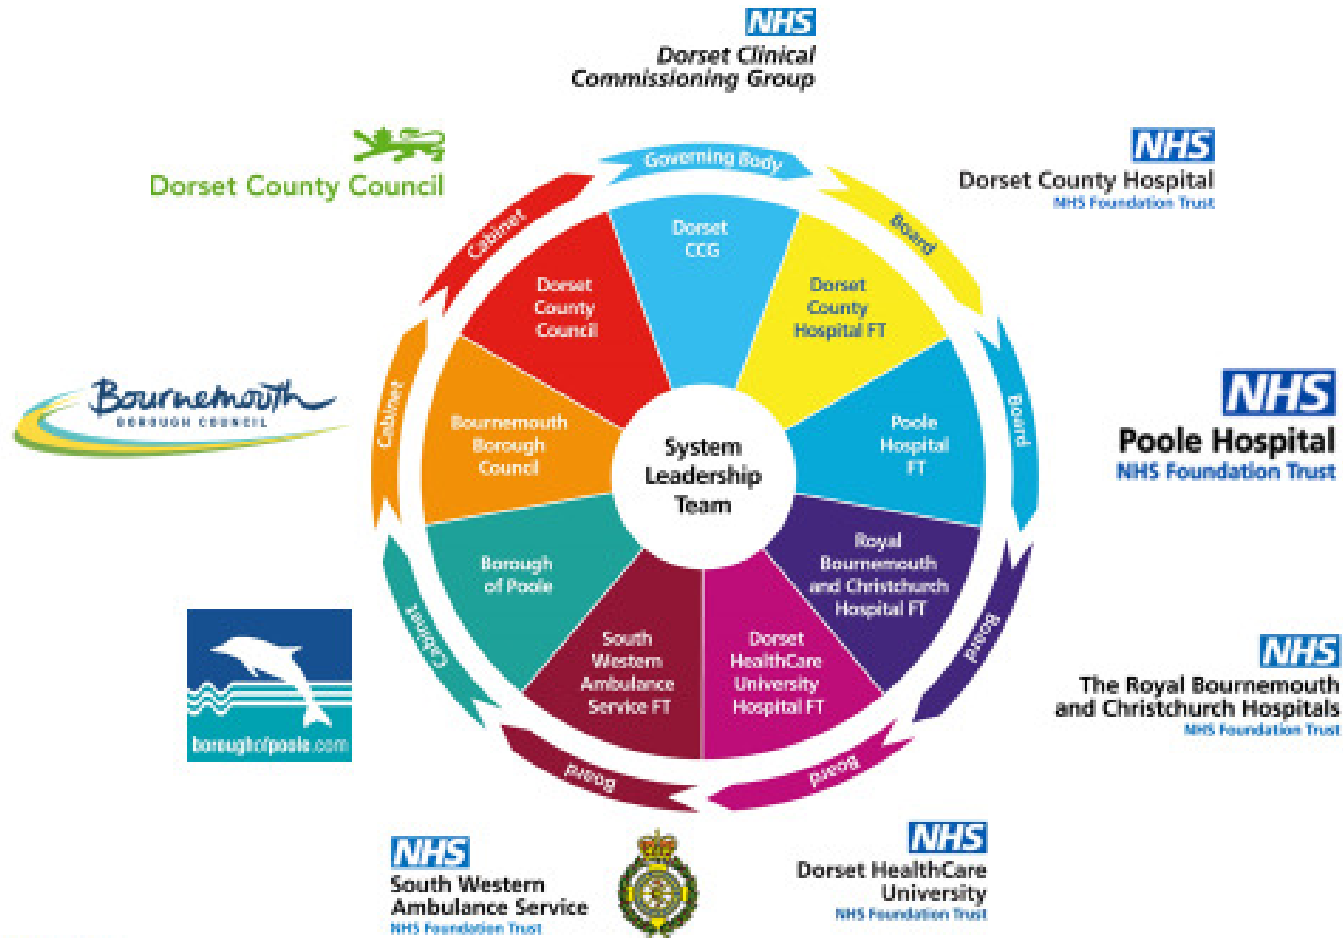 NHS
Dorset Clinical
Commissioning Group
Dorset County Council
NHS
Dorset County Hospital
NHS Foundation Trust
Governing Body
Cabinet
Board
Dorset
CCG
Dorset
County
Council
Dorset
County
Hospital FT
Cabinet
Board
Bournemouth
BOROUGH COUNCIL
Bournemouth
Borough
Council
Poole
Hospital
FT
NHS
Poole Hospital
NHS Foundation Trust
System
Leadership
Team
Borough
of Poole
Royal
Bournemouth
and Christchurch
Hospital FT
Cabinet
Board
South
Western
Ambulance
Service FT
Dorset
HealthCare
University
Hospital FT
boroughofpoole.com
NHS
The Royal Bournemouth
and Christchurch Hospitals
NHS Foundation Trust
Board
Board
NHS
South Western
Ambulance Service
NHS Foundation Trust
NHS
Dorset HealthCare
University
NHS Foundation Trust